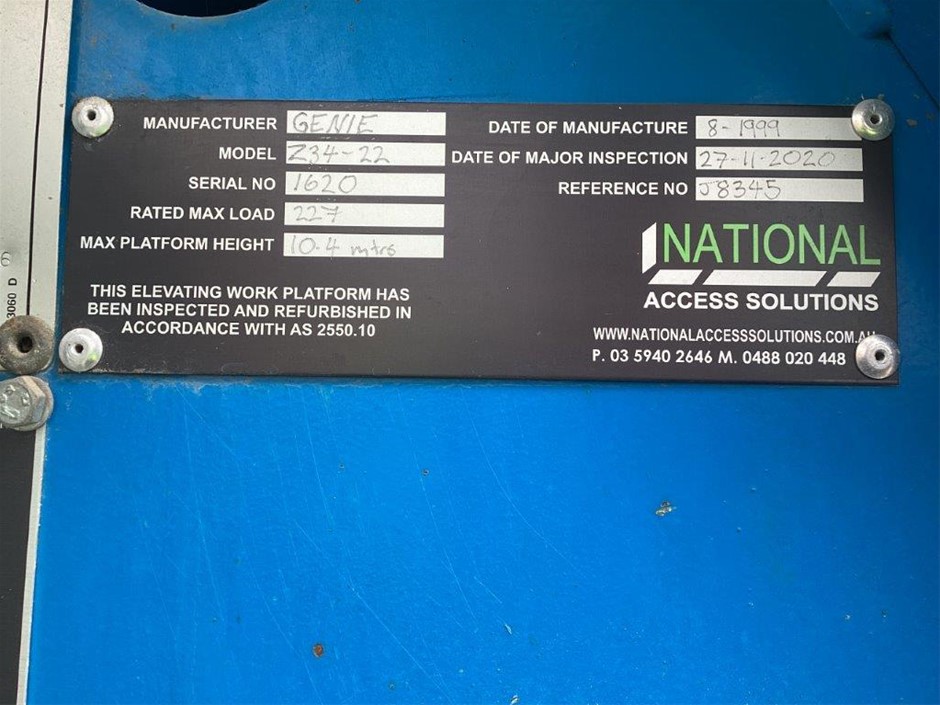 MANUFACTURER GENIE
MODEL Z34-22
SERIAL NO 1620
RATED MAX LOAD 227
MAX PLATFORM HEIGHT 10.4 mtrs
DATE OF MANUFACTURE 8-1999
DATE OF MAJOR INSPECTION 27-11-2020
REFERENCE NO J8345
THIS ELEVATING WORK PLATFORM HAS
BEEN INSPECTED AND REFURBISHED IN
ACCORDANCE WITH AS 2550.10
NATIONAL
ACCESS SOLUTIONS
WWW.NATIONALACCESSSOLUTIONS.COM.AU
P. 03 5940 2646 M. 0488 020 448
3060 D